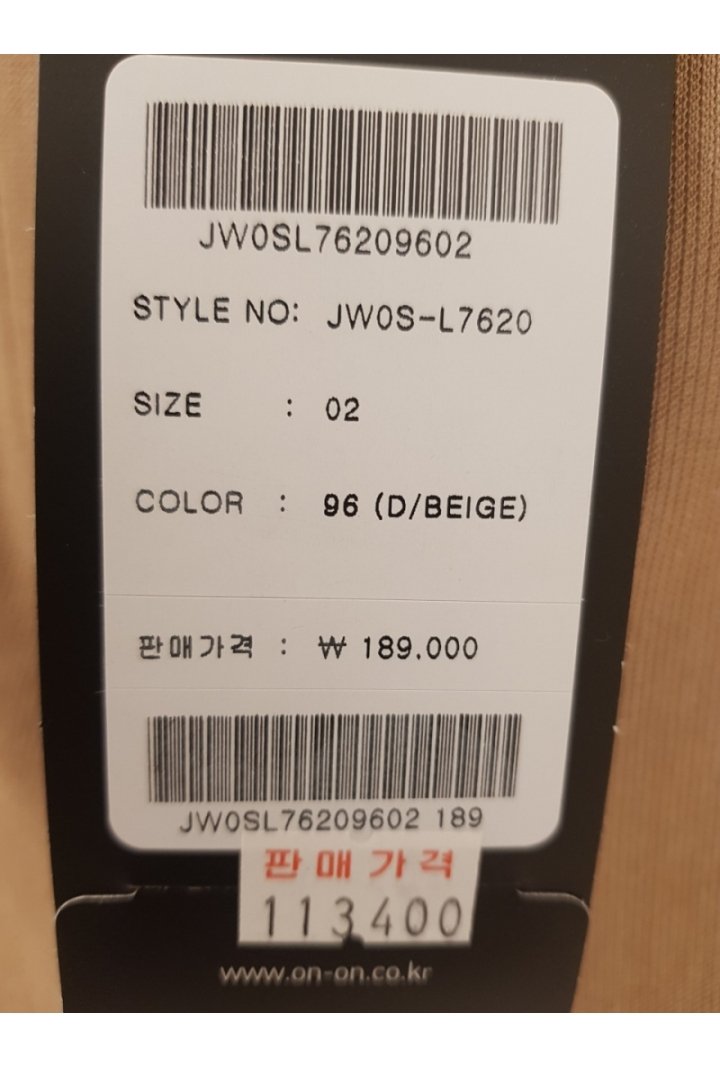 JW0SL76209602
STYLE NO: JW0S-L7620
SIZE : 02
COLOR : 96 (D/BEIGE)
판매가격 : ₩ 189.000
JW0SL76209602 189
판매가격
113400
www.on-on.co.kr